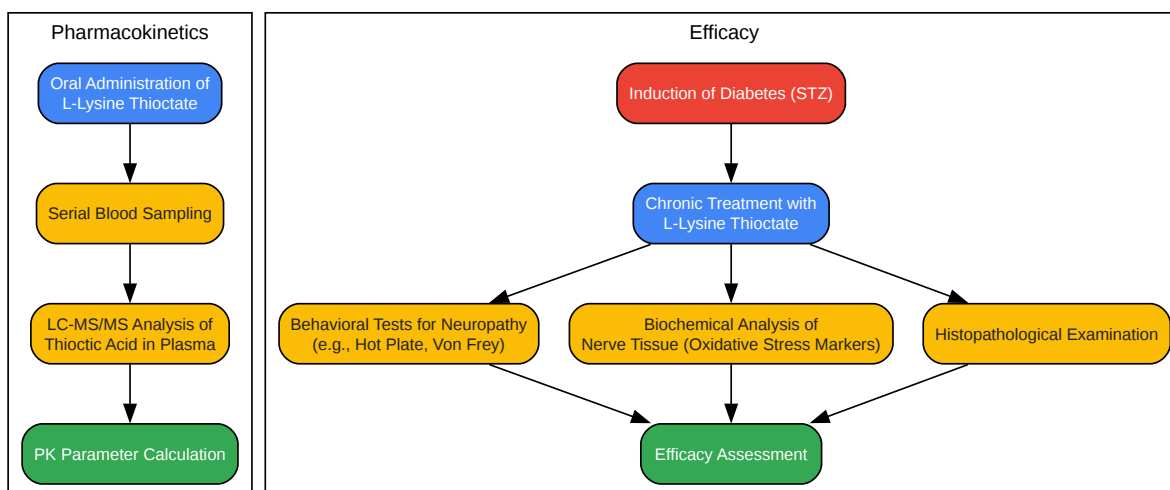 Pharmacokinetics
Oral Administration of
L-Lysine Thioctate
Serial Blood Sampling
LC-MS/MS Analysis of
Thioctic Acid in Plasma
PK Parameter Calculation
Efficacy
Induction of Diabetes (STZ)
Chronic Treatment with
L-Lysine Thioctate
Behavioral Tests for Neuropathy
(e.g., Hot Plate, Von Frey)
Biochemical Analysis of
Nerve Tissue (Oxidative Stress Markers)
Histopathological Examination
Efficacy Assessment